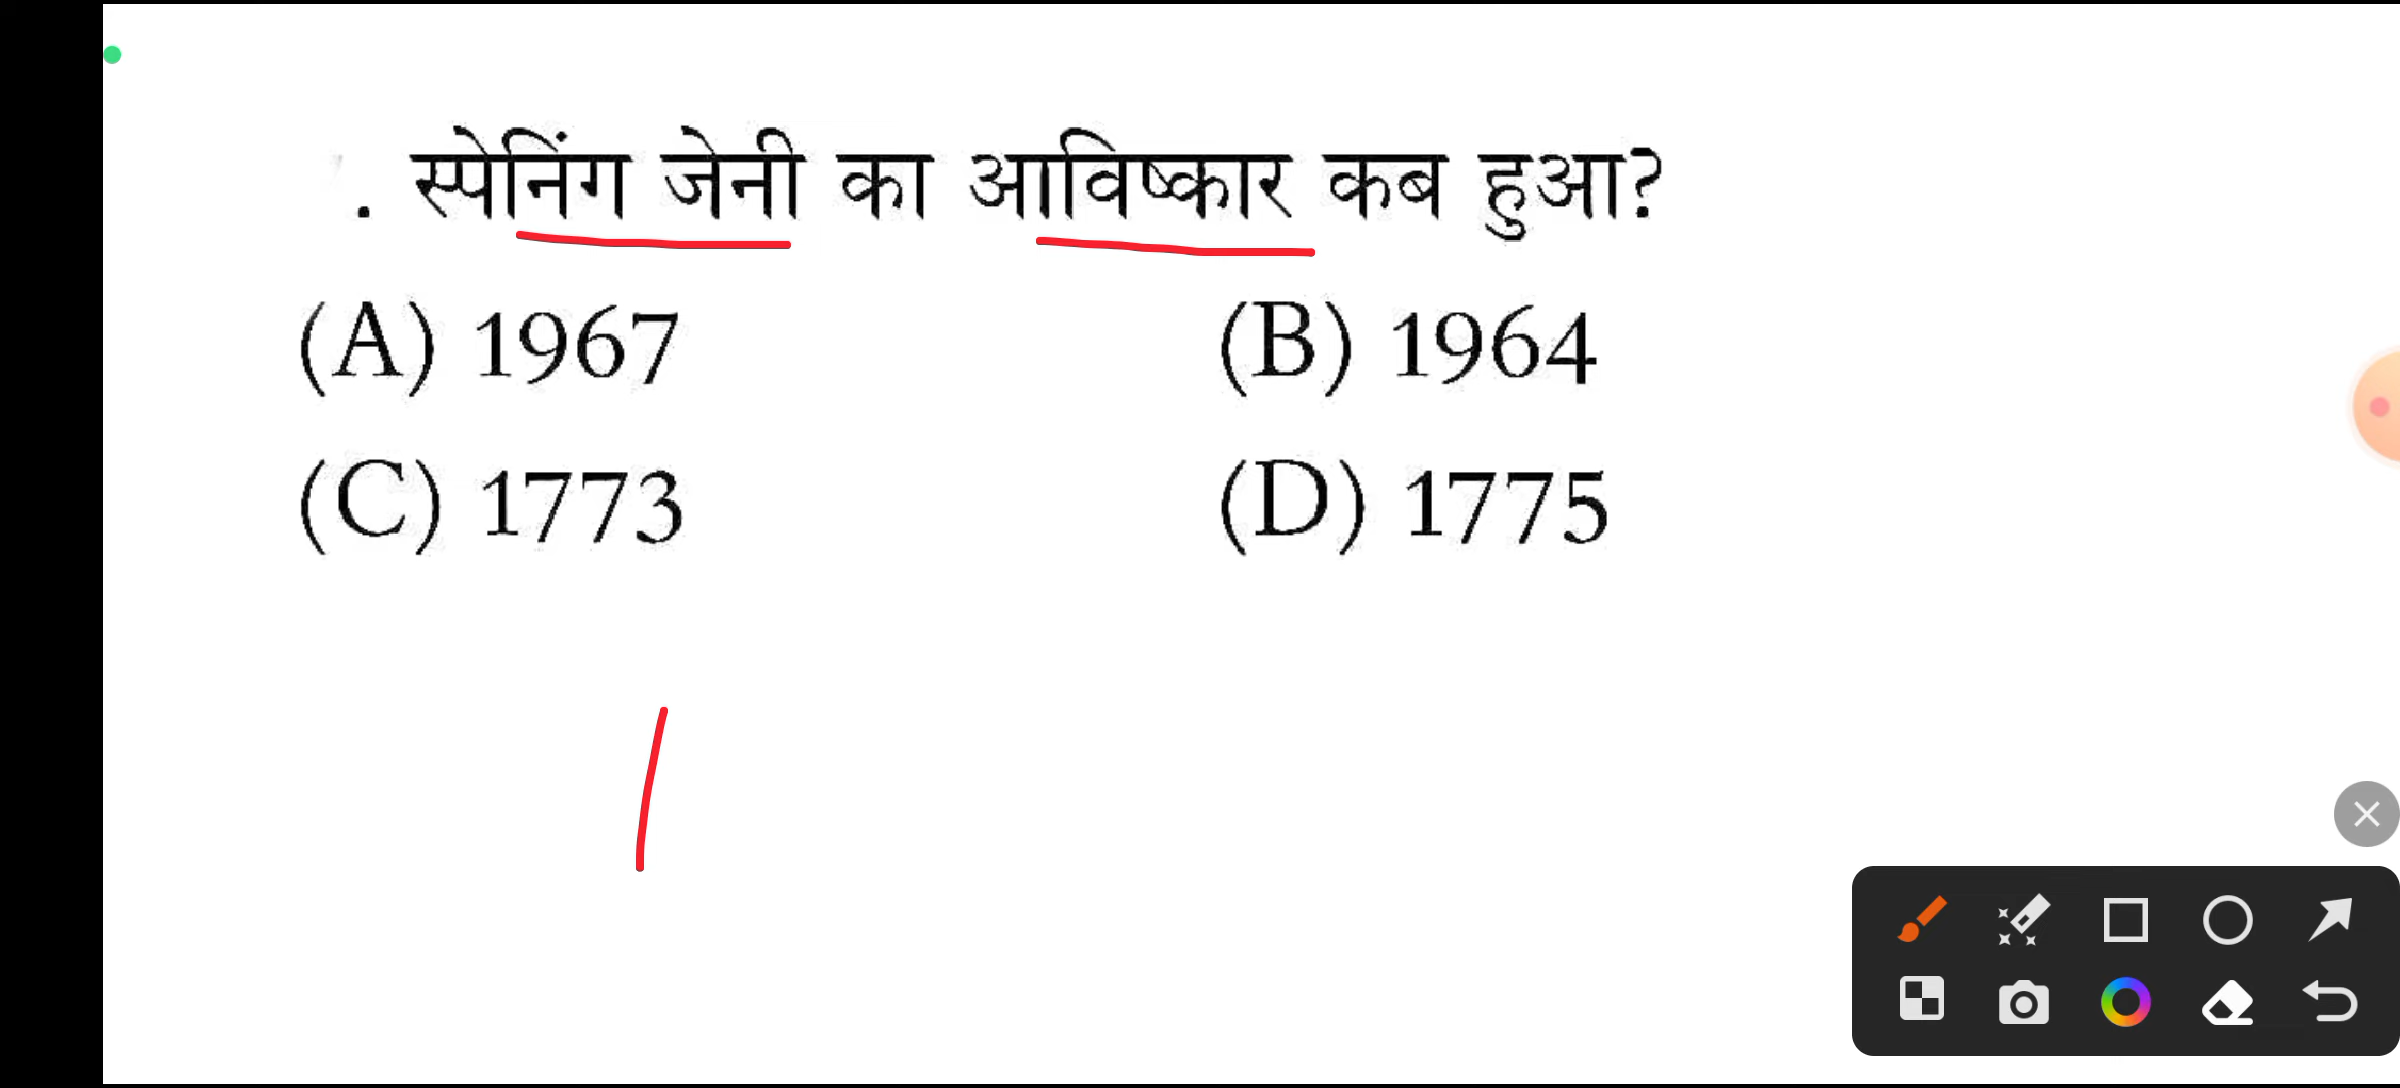 . स्पेनिंग जेनी का आविष्कार कब हुआ?
(A) 1967 (B) 1964
(C) 1773 (D) 1775